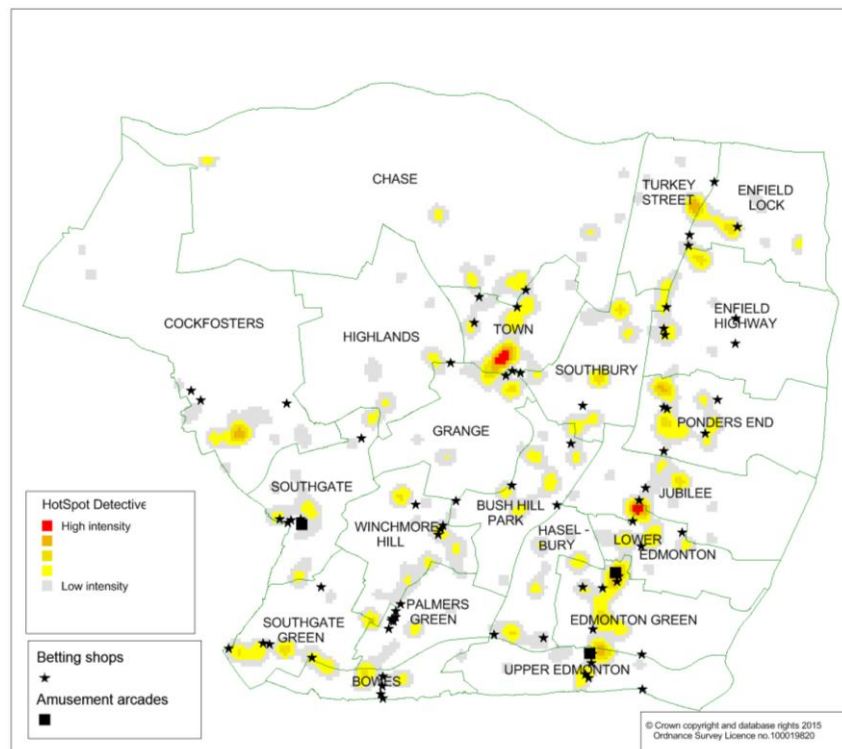 CHASE
TURKEY
STREET
ENFIELD
LOCK
COCKFOSTERS
HIGHLANDS
TOWN
ENFIELD
HIGHWAY
SOUTHBURY
GRANGE
PONDERS END
SOUTHGATE
BUSH HILL
PARK
JUBILEE
WINCHMORE
HILL
HASEL -
BURY
LOWER
EDMONTON
PALMERS
GREEN
SOUTHGATE
GREEN
EDMONTON GREEN
UPPER EDMONTON
BOWES
HotSpot Detective
High intensity
Low intensity
Betting shops
Amusement arcades
© Crown copyright and database rights 2015
Ordnance Survey Licence no.100019820